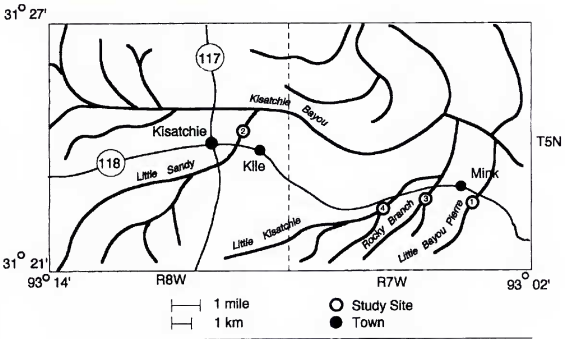 31° 27'
117
Kisatchie Bayou
Kisatchie
2
T5N
118
Kile
Little Sandy
Mink
4
3
1
Little Kisatchie
Rocky Branch
Little Bayou Pierre
31° 21'
93° 14'
R8W
R7W
93° 02'
1 mile
Study Site
1 km
Town